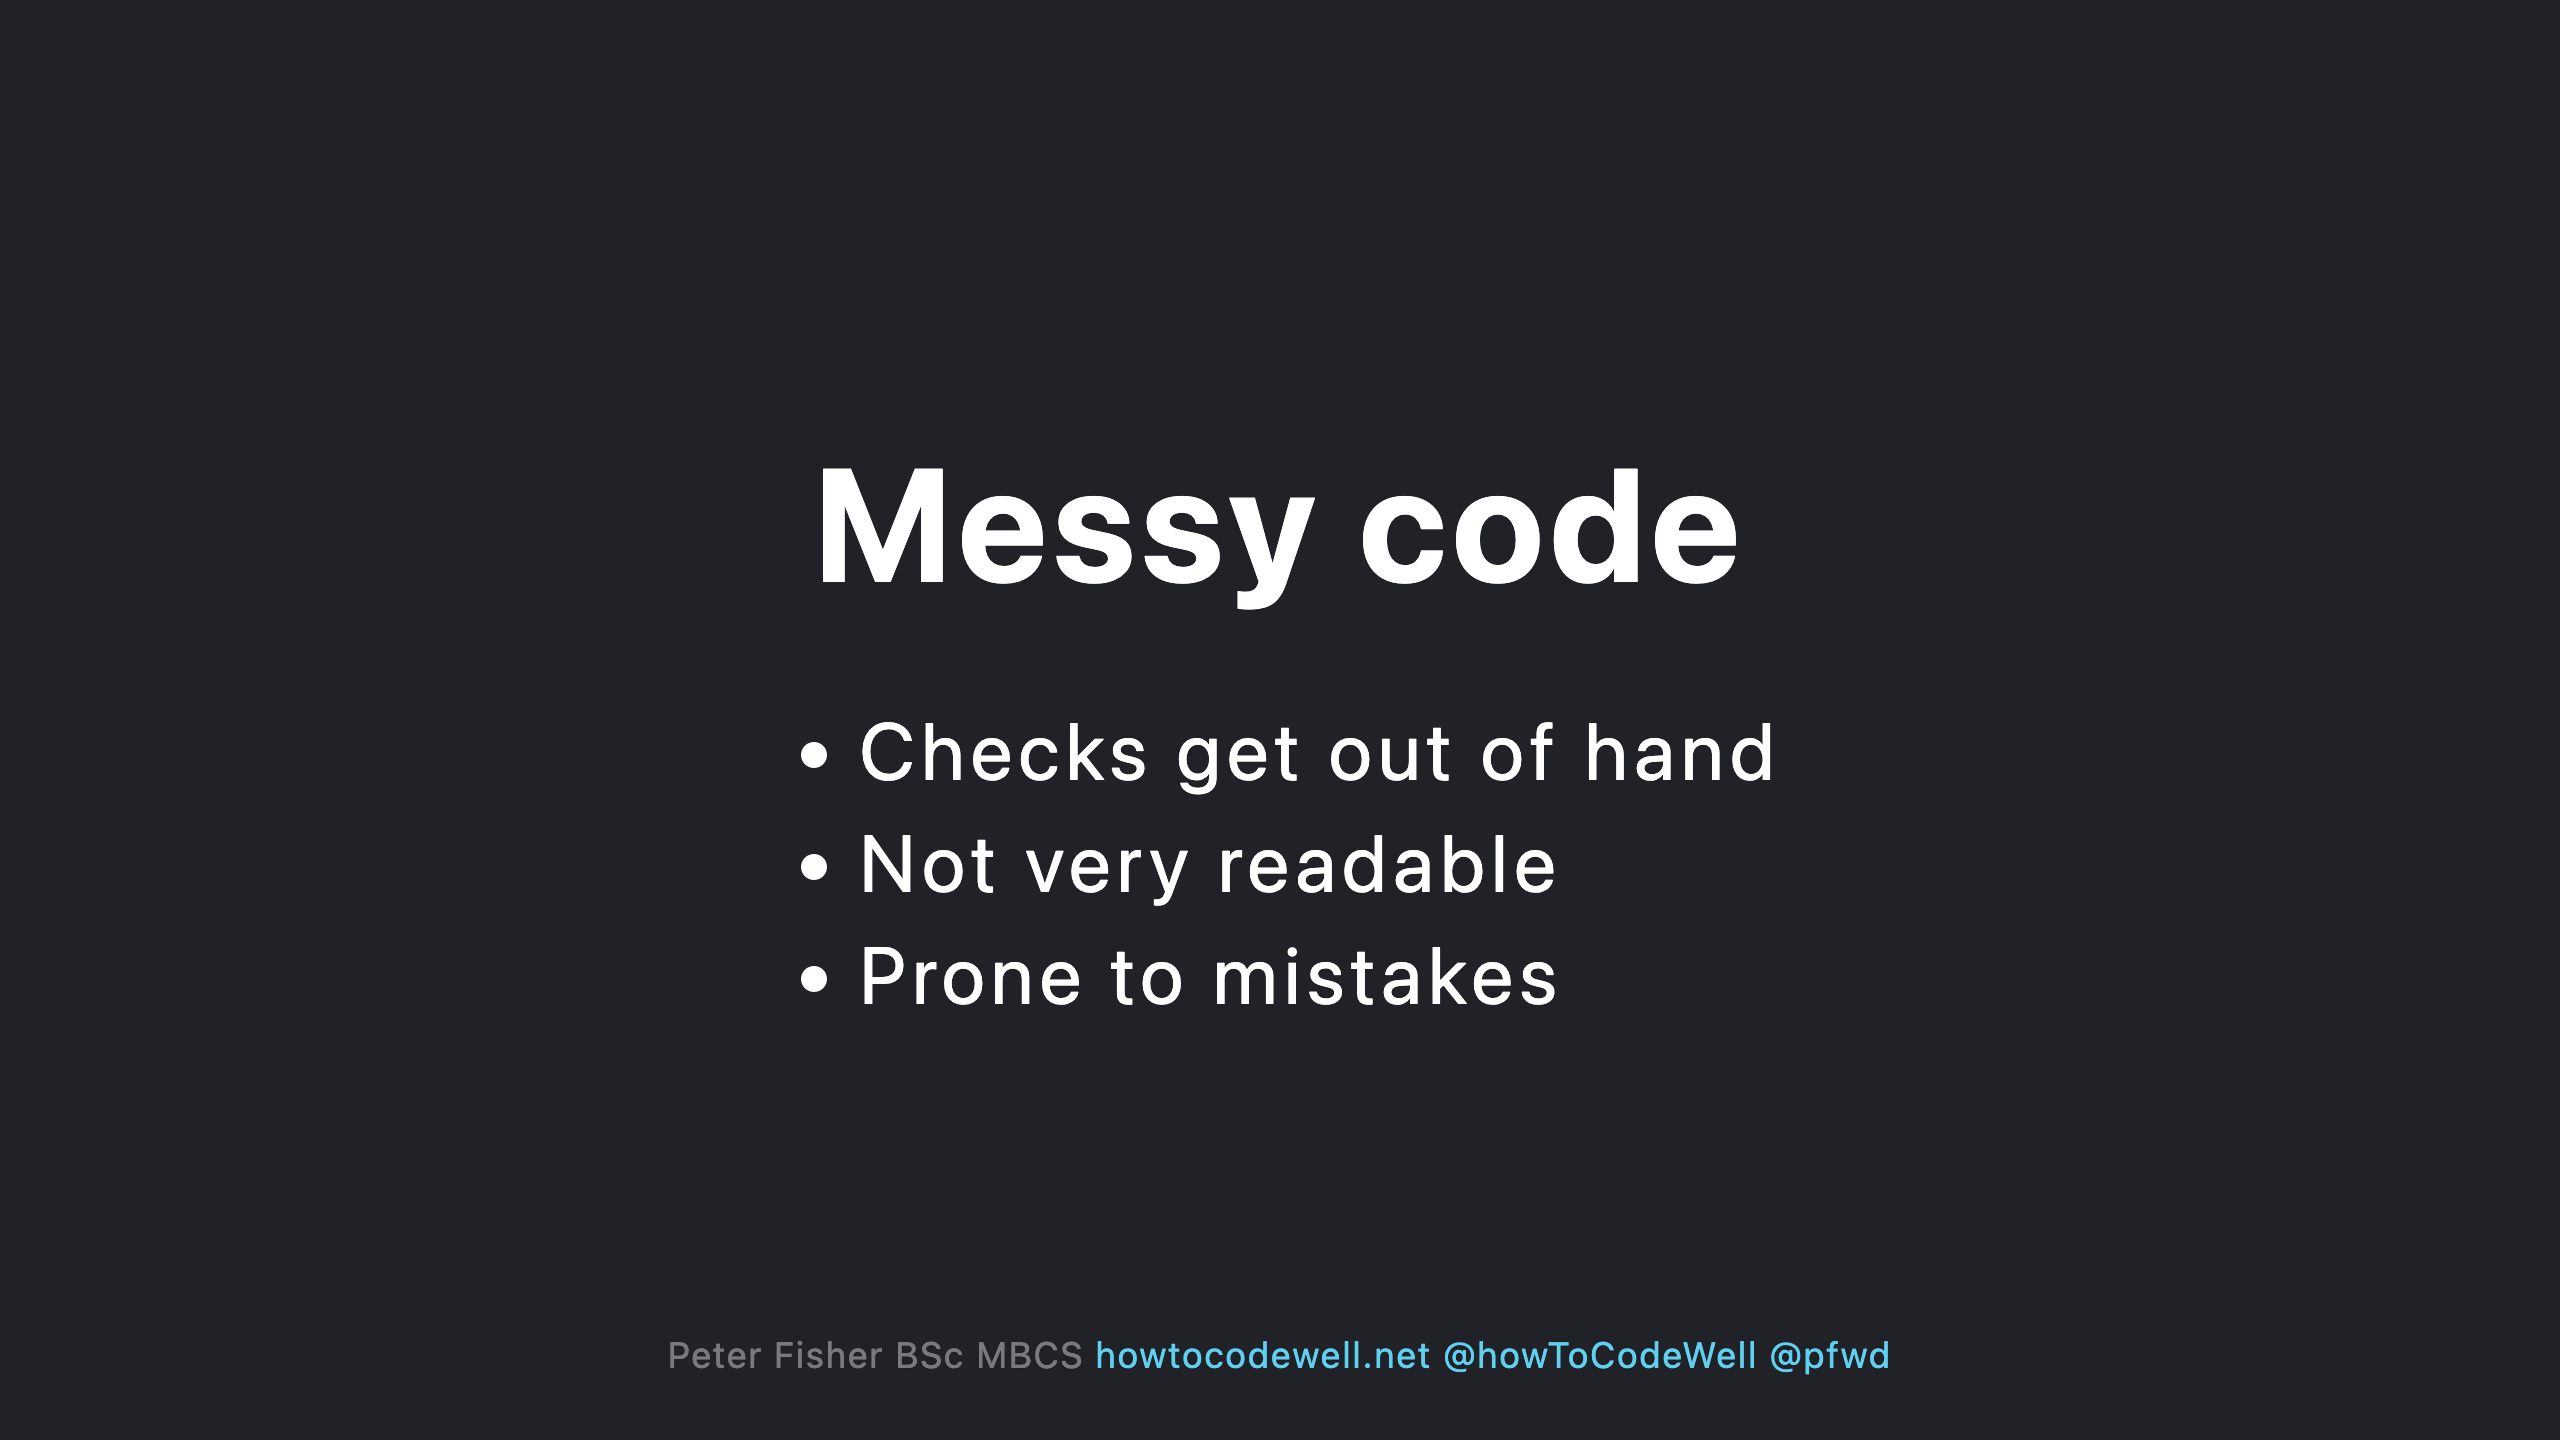 Messy code
• Checks get out of hand
• Not very readable
• Prone to mistakes
Peter Fisher BSc MBCS howtocodewell.net @howToCodeWell @pfwd